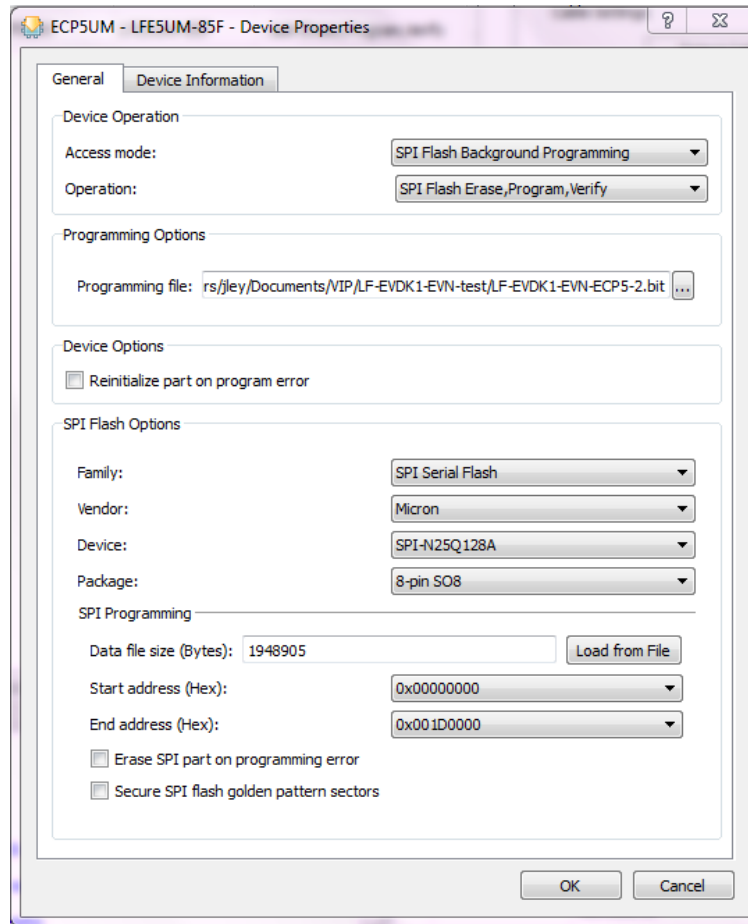 ECP5UM - LFE5UM-85F - Device Properties
General Device Information
Device Operation
Access mode: SPI Flash Background Programming
Operation: SPI Flash Erase,Program,Verify
Programming Options
Programming file: rs/jley/Documents/VIP/LF-EVDK1-EVN-test/LF-EVDK1-EVN-ECP5-2.bit ...
Device Options
Reinitialize part on program error
SPI Flash Options
Family: SPI Serial Flash
Vendor: Micron
Device: SPI-N25Q128A
Package: 8-pin SO8
SPI Programming
Data file size (Bytes): 1948905 Load from File
Start address (Hex): 0x00000000
End address (Hex): 0x001D0000
Erase SPI part on programming error
Secure SPI flash golden pattern sectors
OK Cancel